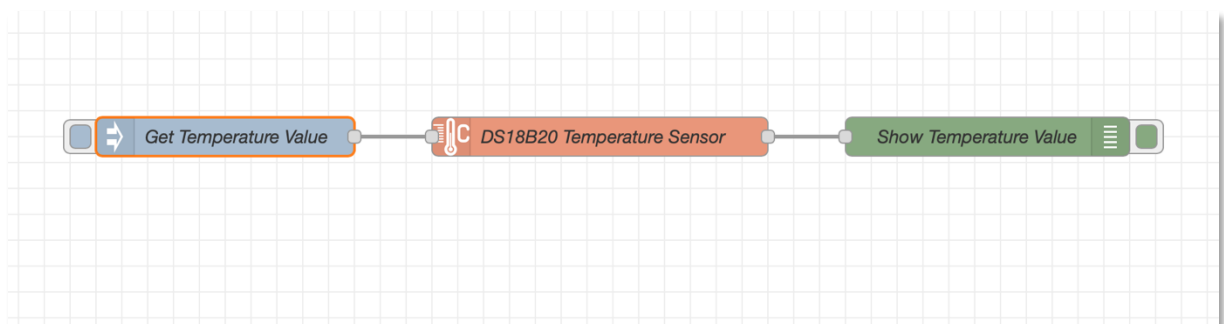 Get Temperature Value
C
DS18B20 Temperature Sensor
Show Temperature Value